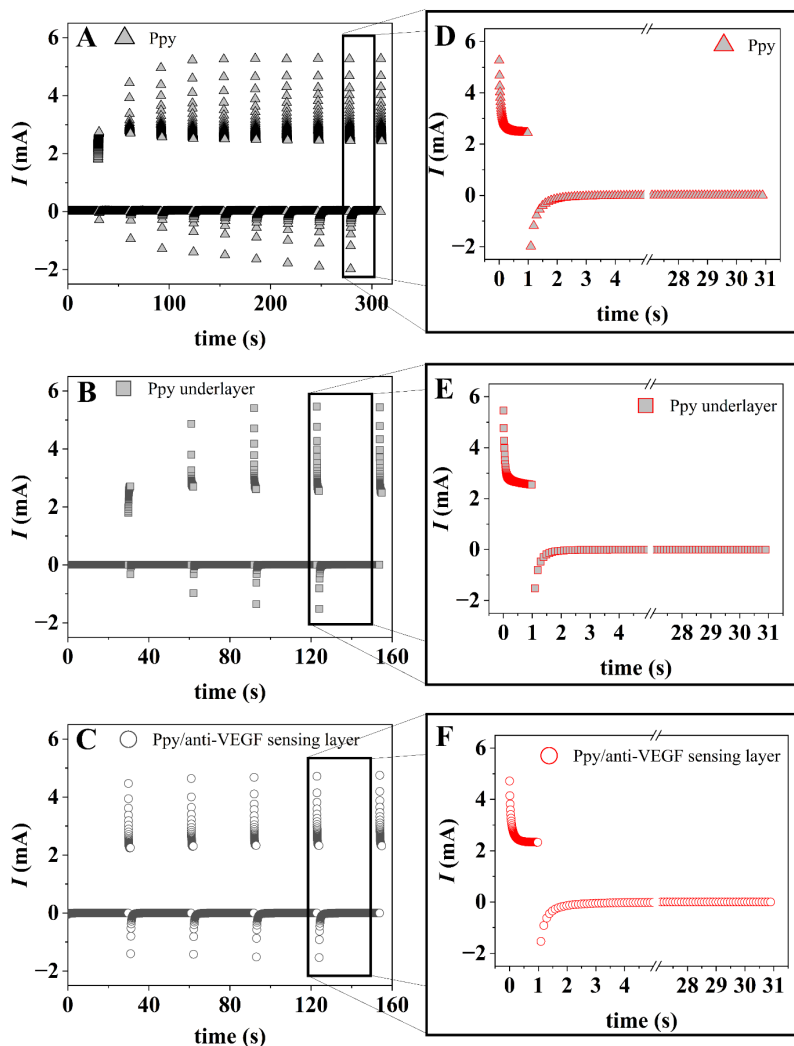 A
Ppy
I (mA)
6
4
2
0
−2
0 100 200 300
time (s)
D
Ppy
I (mA)
6
4
2
0
−2
0 1 2 3 4 28 29 30 31
time (s)
B
Ppy underlayer
I (mA)
6
4
2
0
−2
0 40 80 120 160
time (s)
E
Ppy underlayer
I (mA)
6
4
2
0
−2
0 1 2 3 4 28 29 30 31
time (s)
C
Ppy/anti-VEGF sensing layer
I (mA)
6
4
2
0
−2
0 40 80 120 160
time (s)
F
Ppy/anti-VEGF sensing layer
I (mA)
6
4
2
0
−2
0 1 2 3 4 28 29 30 31
time (s)